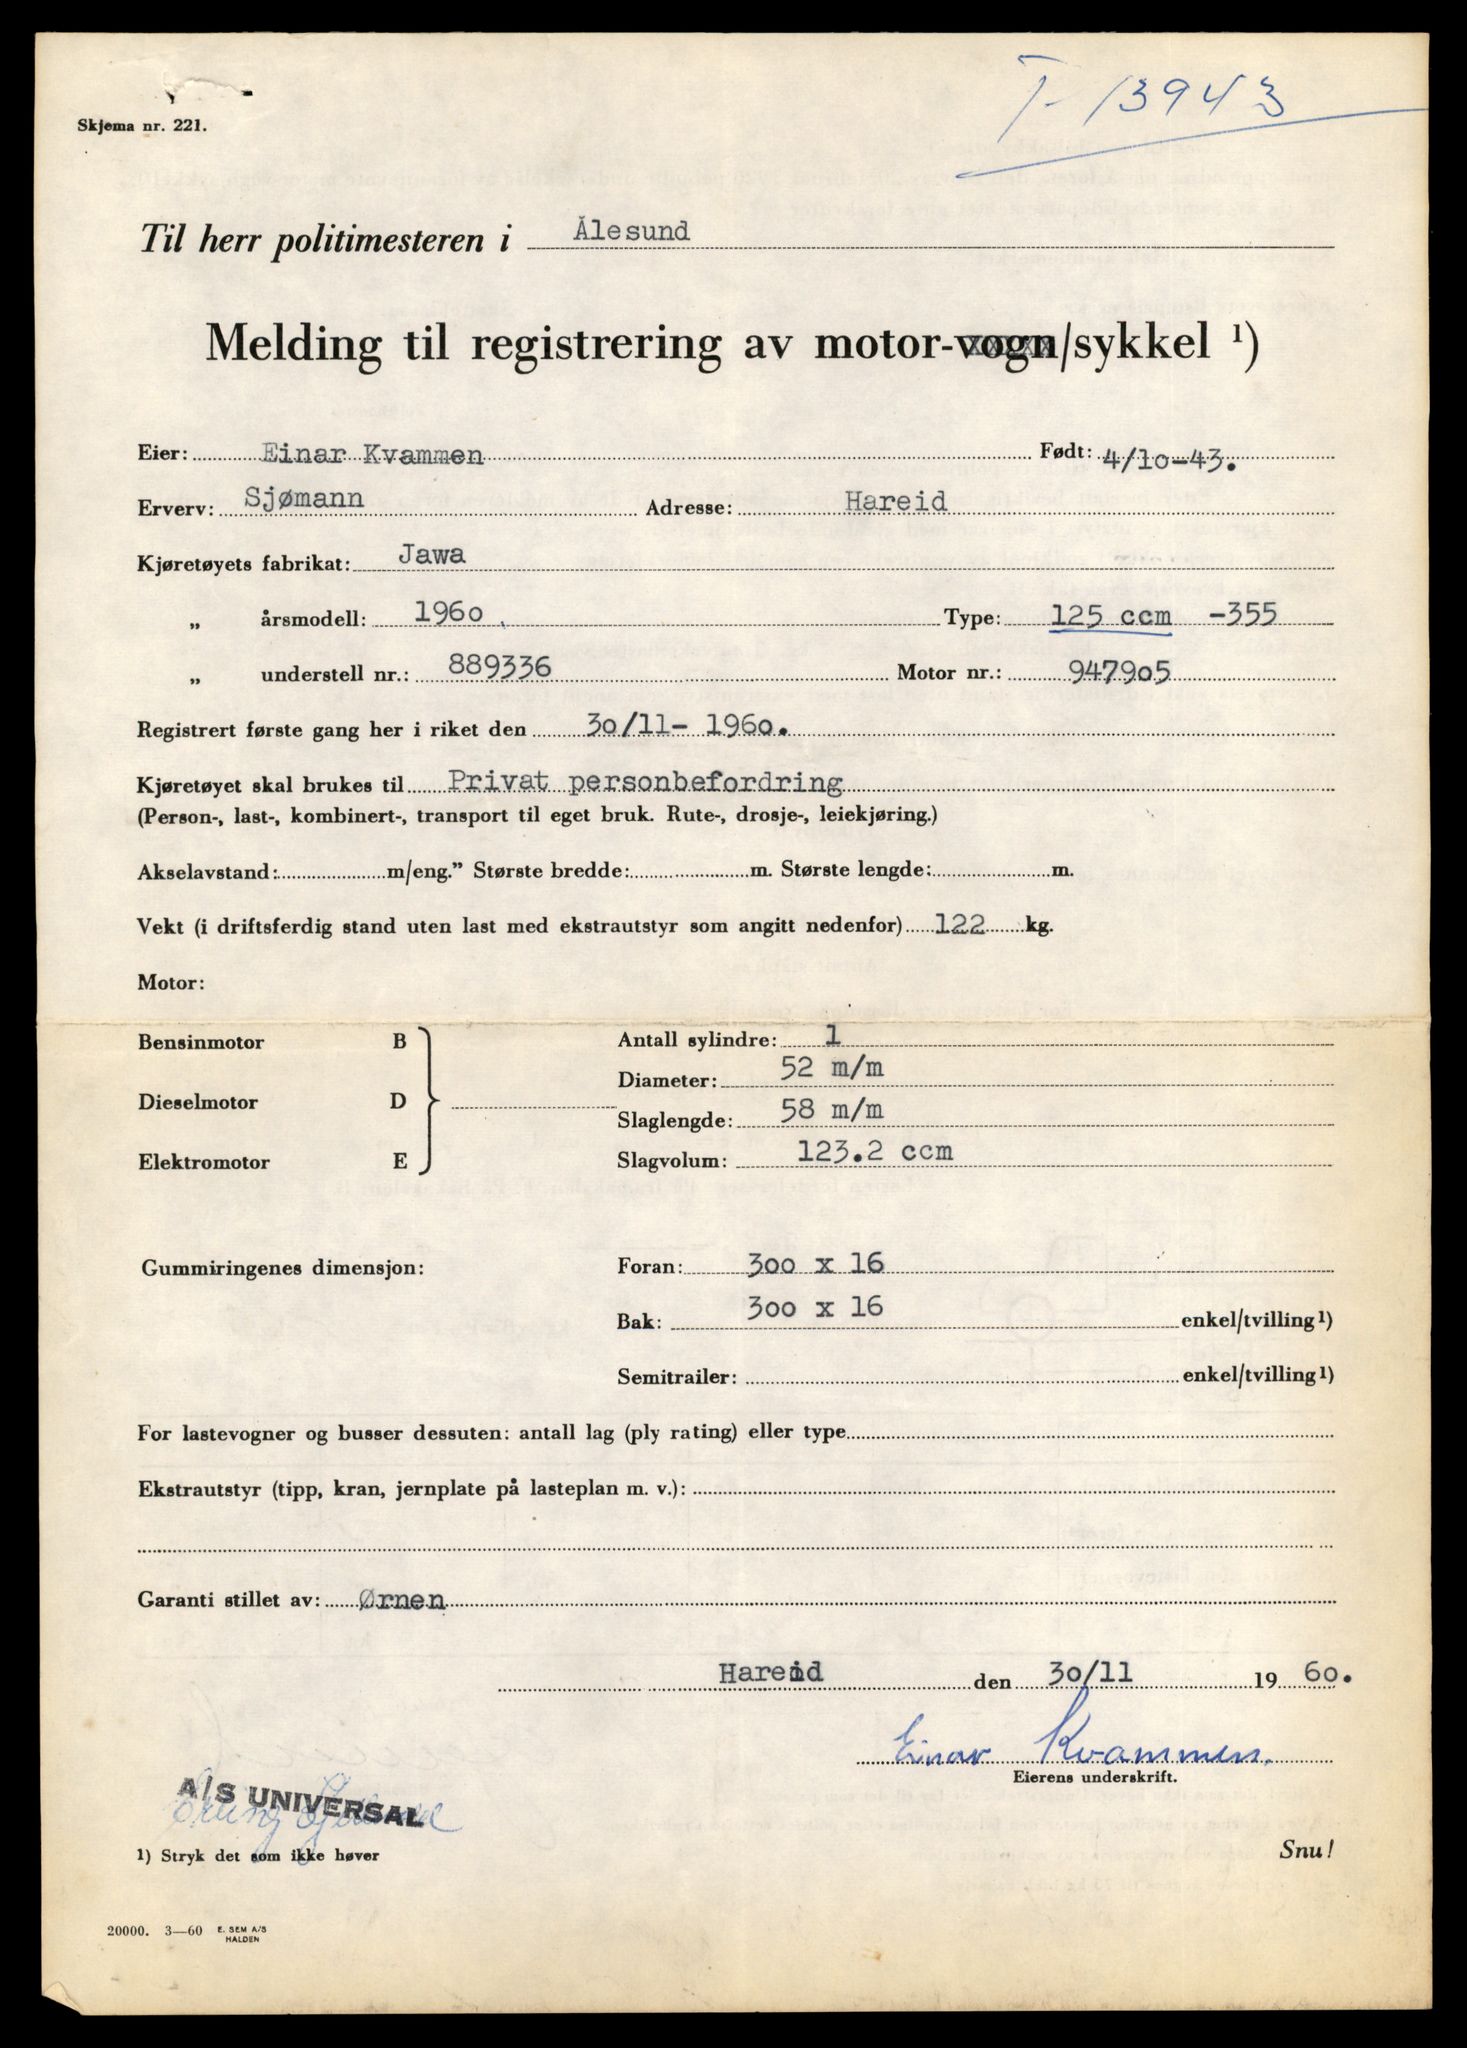 T-13943
Skjema nr. 221.
Til herr politimesteren i Ålesund
Melding til registrering av motor-vogn/sykkel ¹)
Eier: Einar Kvammen Født: 4/10-43.
Erverv: Sjømann Adresse: Hareid
Kjøretøyets fabrikat: Jawa
„ årsmodell: 1960. Type: 125 ccm -355
„ understell nr.: 889336 Motor nr.: 947905
Registrert første gang her i riket den 30/11- 1960.
Kjøretøyet skal brukes til Privat personbefordring
(Person-, last-, kombinert-, transport til eget bruk. Rute-, drosje-, leiekjøring.)
Akselavstand: m/eng.” Største bredde: m. Største lengde: m.
Vekt (i driftsferdig stand uten last med ekstrautstyr som angitt nedenfor) 122 kg.
Motor:
Bensinmotor B Antall sylindre: 1
Diameter: 52 m/m
Dieselmotor D
Slaglengde: 58 m/m
Elektromotor E Slagvolum: 123.2 ccm
Gummiringenes dimensjon: Foran: 300 x 16
Bak: 300 x 16 enkel/tvilling¹)
Semitrailer: enkel/tvilling¹)
For lastevogner og busser dessuten: antall lag (ply rating) eller type
Ekstrautstyr (tipp, kran, jernplate på lasteplan m. v.):
Garanti stillet av: Ørnen
Hareid den 30/11 1960.
Einar Kvammen.
Eierens underskrift.
A/S UNIVERSAL
1) Stryk det som ikke høver
Snu!
20000. 3—60 E. SEM A/S
HALDEN